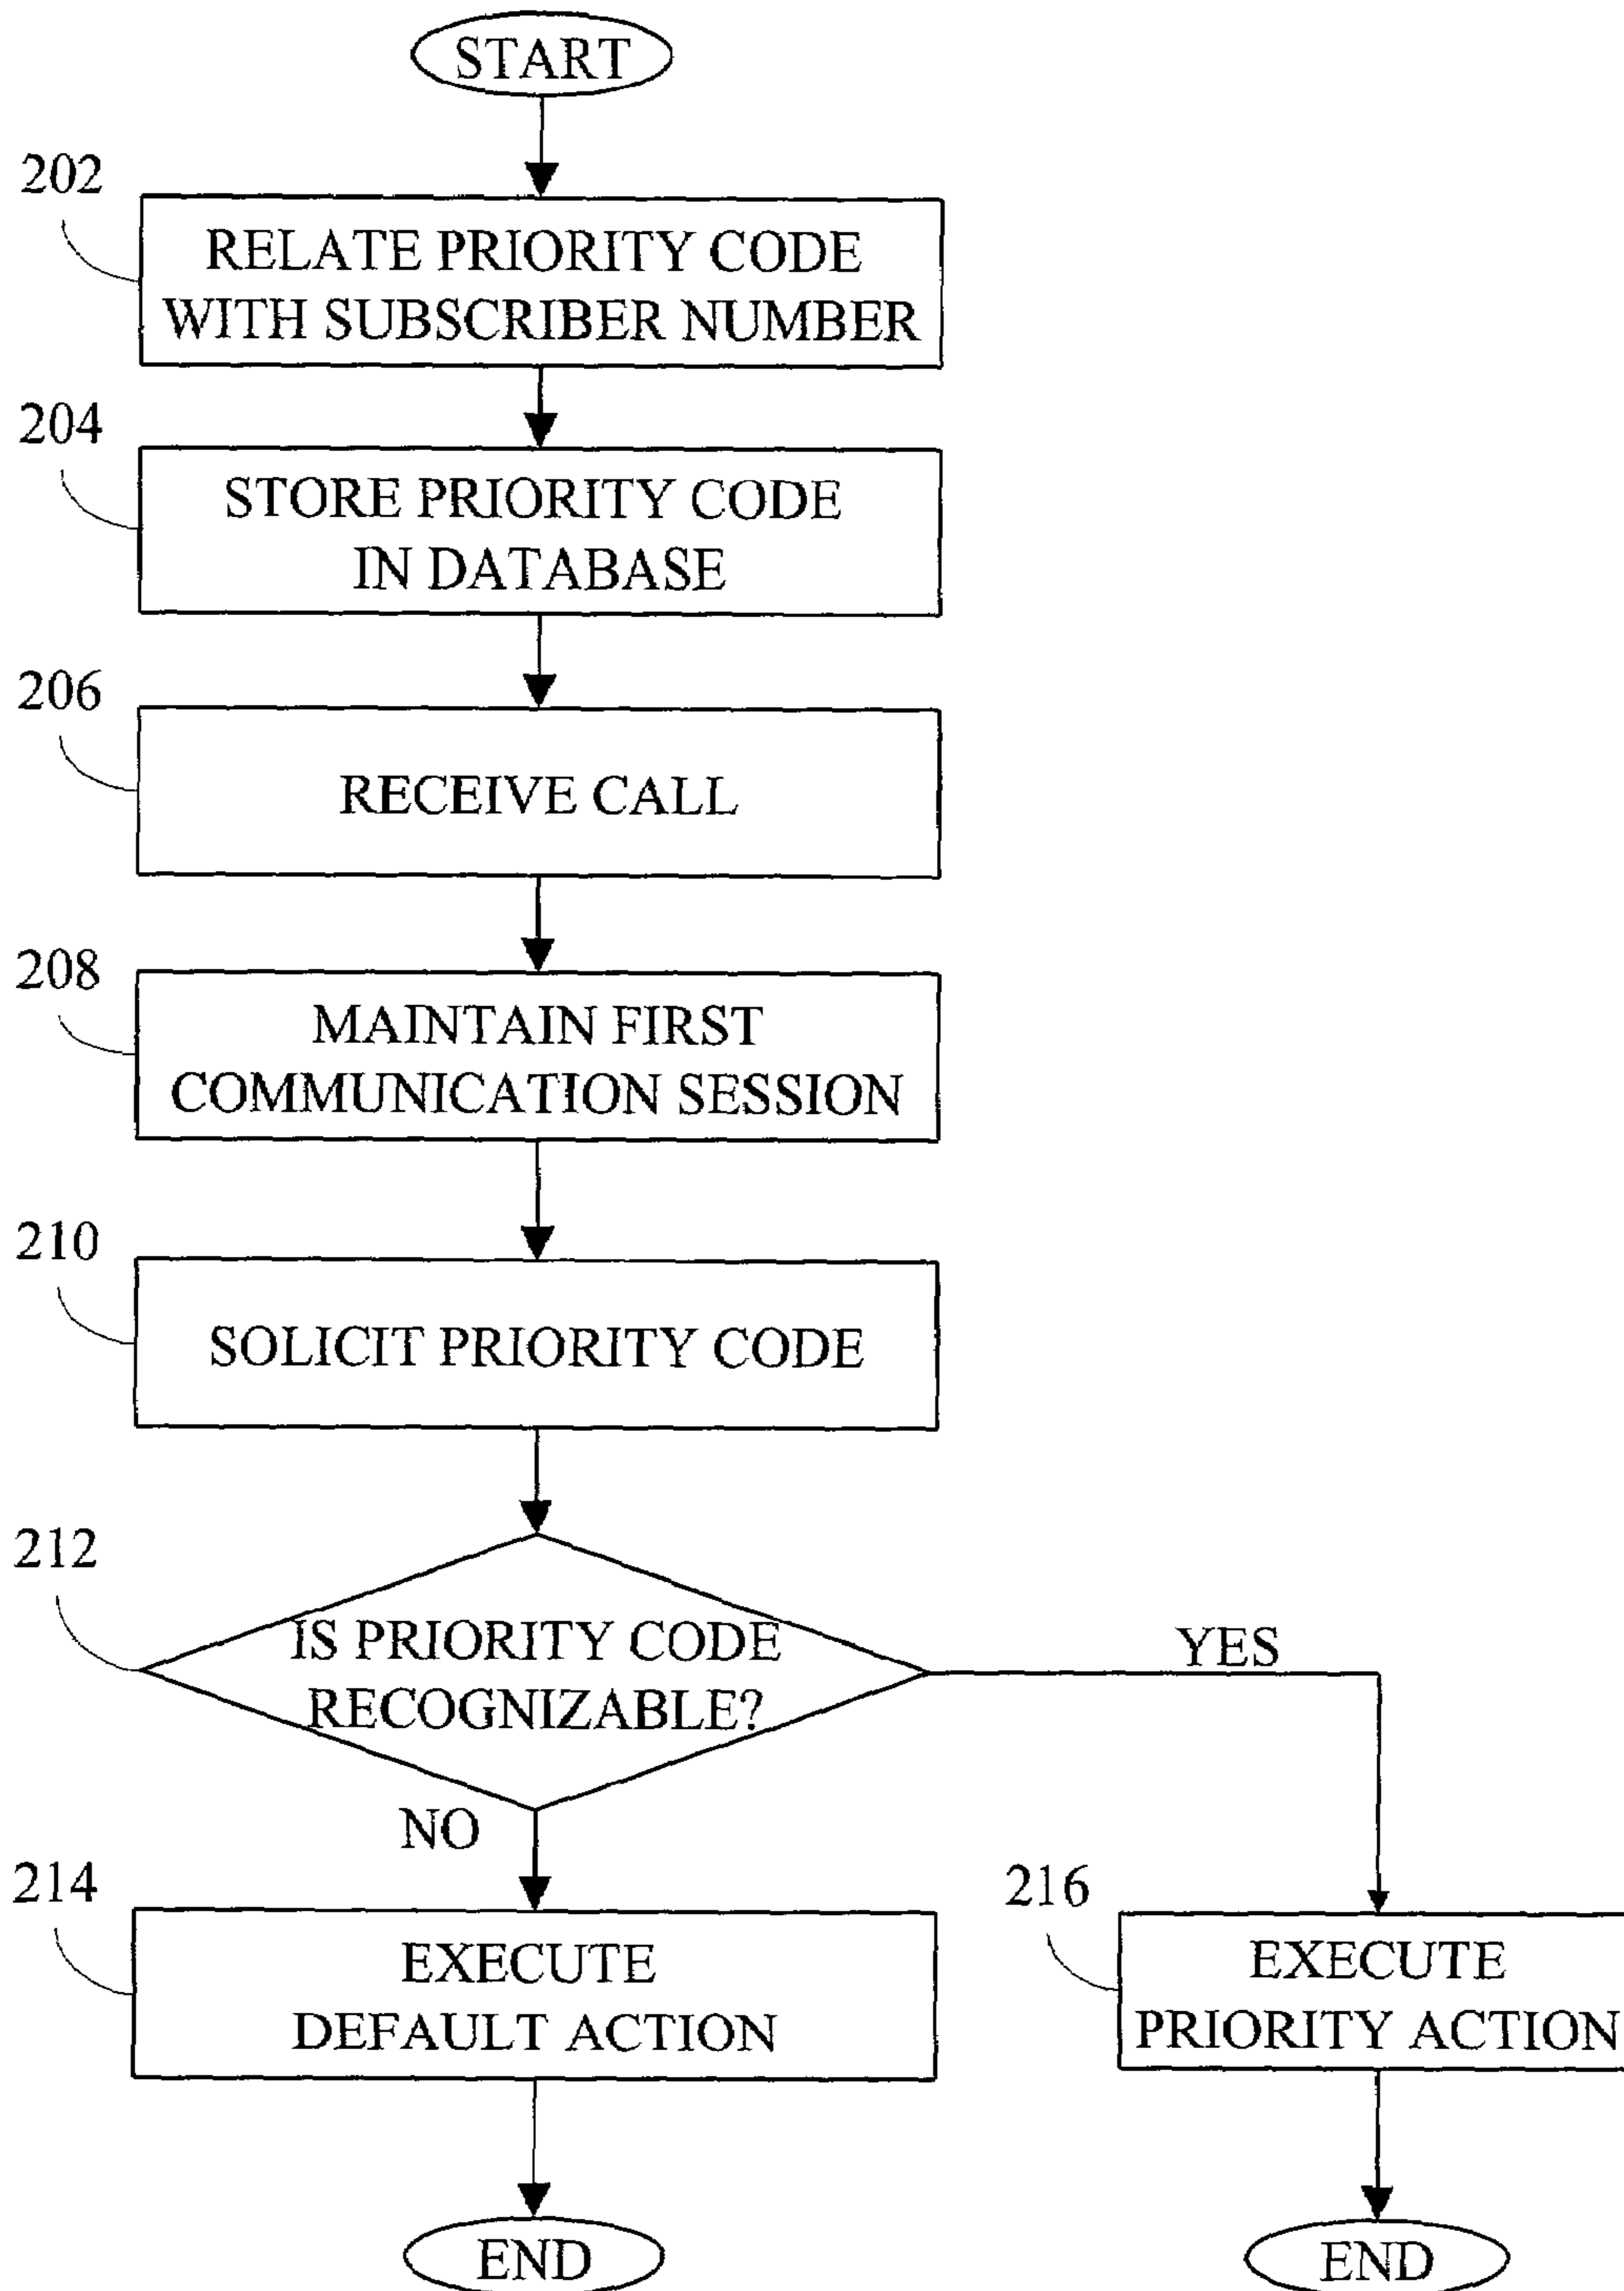 START
202
RELATE PRIORITY CODE
WITH SUBSCRIBER NUMBER
204
STORE PRIORITY CODE
IN DATABASE
206
RECEIVE CALL
208
MAINTAIN FIRST
COMMUNICATION SESSION
210
SOLICIT PRIORITY CODE
212
IS PRIORITY CODE
RECOGNIZABLE?
YES
NO
214
EXECUTE
DEFAULT ACTION
216
EXECUTE
PRIORITY ACTION
END
END